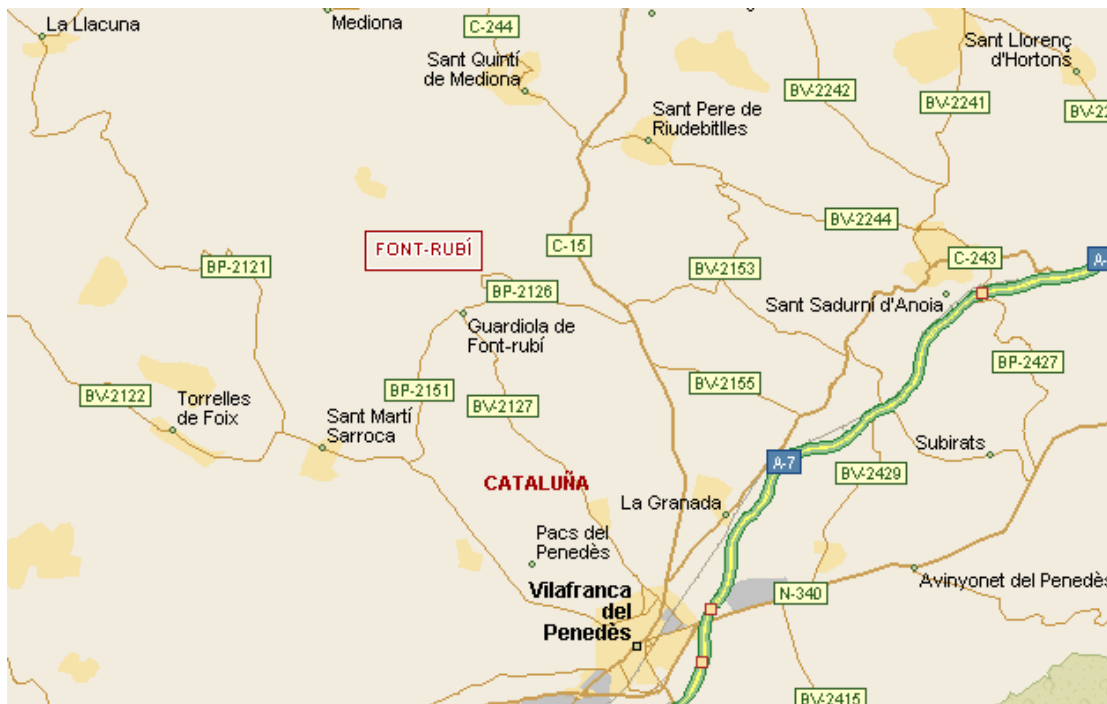 La Llacuna
Mediona
C-244
Sant Quintí
de Mediona
Sant Llorenç
d'Hortons
BV-2242
BV-2241
BV-22
Sant Pere de
Riudebitlles
BV-2244
FONT-RUBÍ
C-15
BP-2121
BV-2153
C-243
A-
BP-2126
Sant Sadurní d'Anoia
Guardiola de
Font-rubí
BP-2427
BV-2122
BP-2151
BV-2155
Torrelles
de Foix
BV-2127
Sant Martí
Sarroca
Subirats
A-7
BV-2429
CATALUÑA
La Granada
Pacs del
Penedès
Avinyonet del Penedès
Vilafranca
del
Penedès
N-340
BV-2415